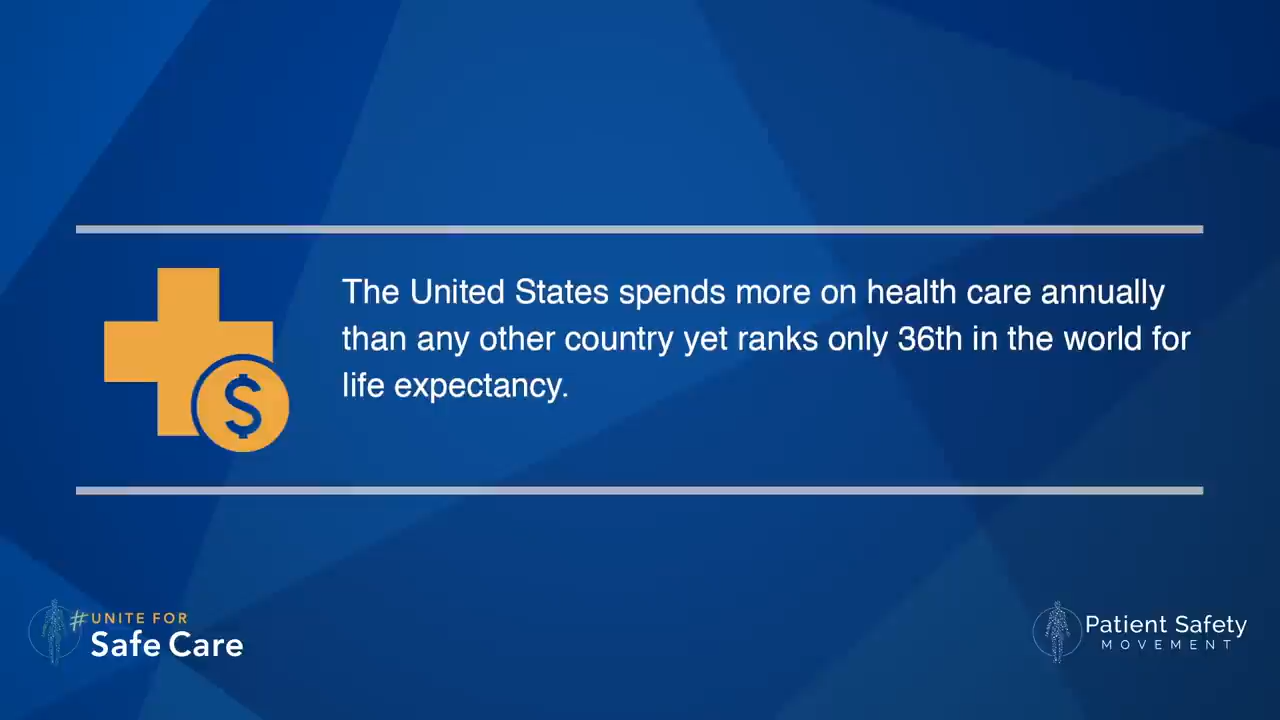 The United States spends more on health care annually
than any other country yet ranks only 36th in the world for
life expectancy.
$
#UNITE FOR
Safe Care
Patient Safety
MOVEMENT